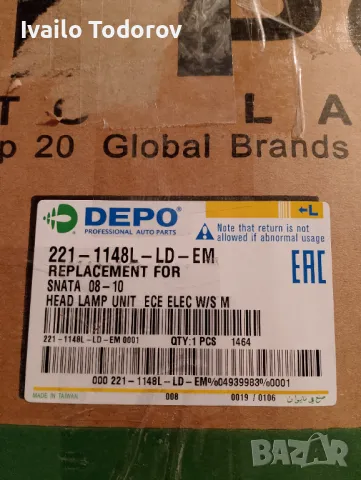 Ivailo Todorov
T O L A
p 20 Global Brands
DEPO®
PROFESSIONAL AUTO PARTS
←L
Note that return is not
allowed if abnormal usage
221-1148L-LD-EM
REPLACEMENT FOR
SNATA 08-10
HEAD LAMP UNIT ECE ELEC W/S M
EAC
221-1148L-LD-EM 0001 QTY:1 PCS 1464
000 221-1148L-LD-EM%04939983%0001
MADE IN TAIWAN 008 0019 / 0106
BAZAR
bg